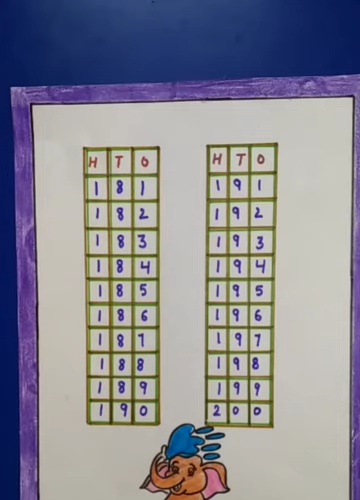 H T O
1 8 1
1 8 2
1 8 3
1 8 4
1 8 5
1 8 6
1 8 7
1 8 8
1 8 9
1 9 0
H T O
1 9 1
1 9 2
1 9 3
1 9 4
1 9 5
1 9 6
1 9 7
1 9 8
1 9 9
2 0 0